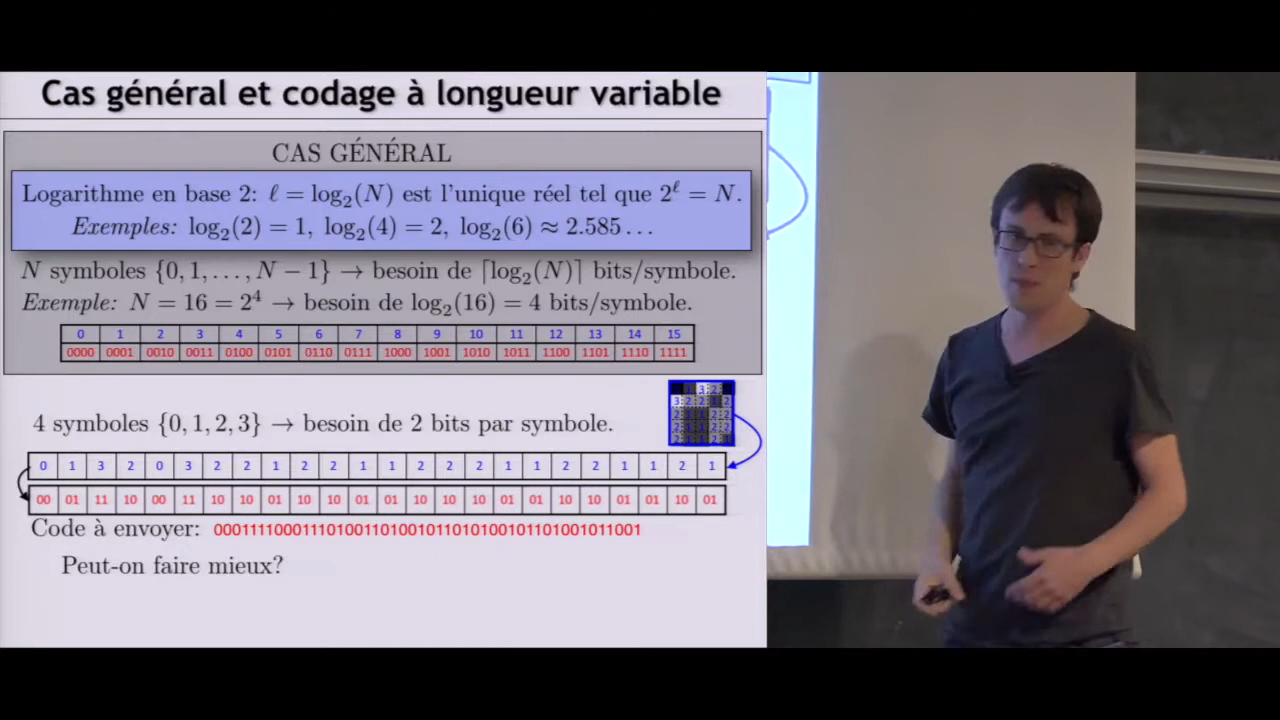 Cas général et codage à longueur variable
CAS GÉNÉRAL
Logarithme en base 2: ℓ = log₂(N) est l'unique réel tel que 2^ℓ = N.
Exemples: log₂(2) = 1, log₂(4) = 2, log₂(6) ≈ 2.585...
N symboles {0, 1, ..., N − 1} → besoin de ⌈log₂(N)⌉ bits/symbole.
Exemple: N = 16 = 2⁴ → besoin de log₂(16) = 4 bits/symbole.
0 1 2 3 4 5 6 7 8 9 10 11 12 13 14 15
0000 0001 0010 0011 0100 0101 0110 0111 1000 1001 1010 1011 1100 1101 1110 1111
4 symboles {0, 1, 2, 3} → besoin de 2 bits par symbole.
0 1 3 2 0 3 2 2 1 2 2 1 1 2 2 2 1 1 2 2 1 1 2 1
00 01 11 10 00 11 10 10 01 10 10 01 01 10 10 10 01 01 10 10 01 01 10 01
Code à envoyer:
Peut-on faire mieux?